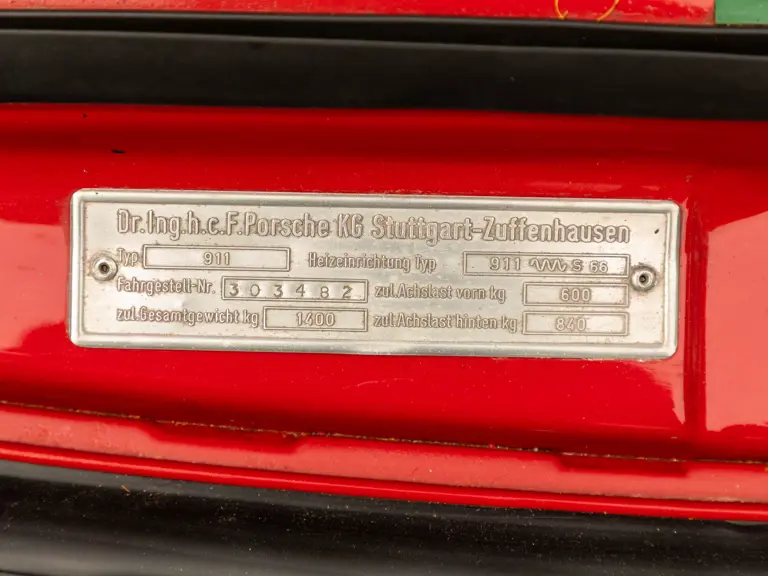 Dr.Ing.h.c.F.Porsche KG Stuttgart-Zuffenhausen
Typ 911 Heizeinrichtung Typ 911 S 66
Fahrgestell-Nr. 303482 zul.Achslast vorn kg 600
zul.Gesamtgewicht kg 1400 zul.Achslast hinten kg 840